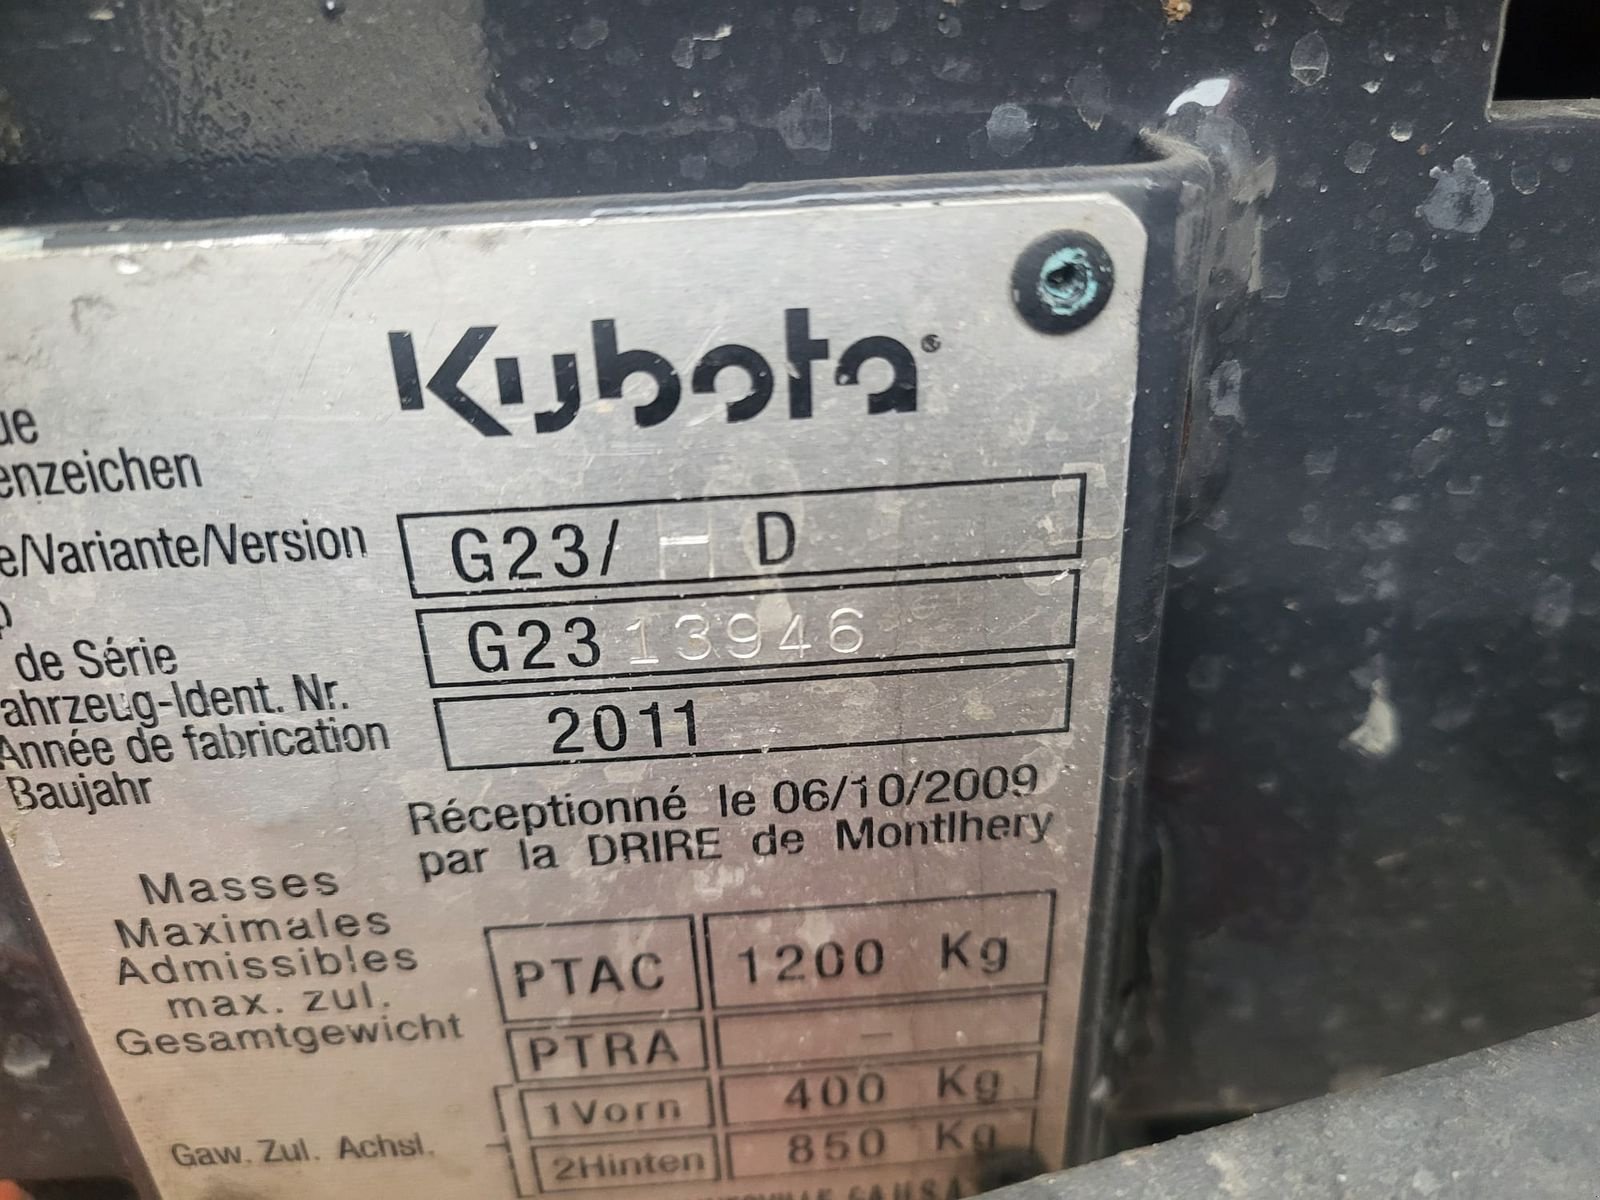 Kubota®
ue
enzeichen
e/Variante/Version G23/ H D
p
de Série G23 13946
ahrzeug-Ident. Nr.
Année de fabrication 2011
Baujahr
Réceptionné le 06/10/2009
par la DRIRE de Montlhery
Masses
Maximales
Admissibles PTAC 1200 Kg
max. zul.
Gesamtgewicht PTRA -
1Vorn 400 Kg
Gaw. Zul. Achsl. 2Hinten 850 Kg
GA U.S.A